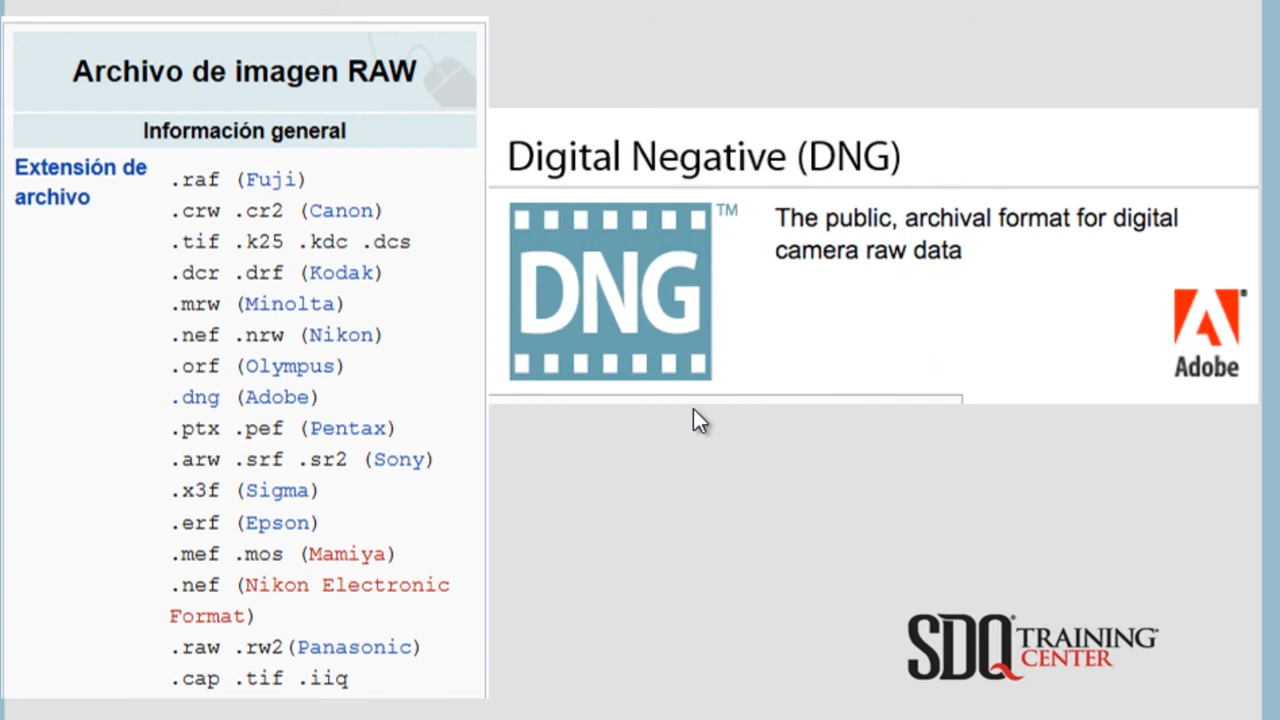 Archivo de imagen RAW
Información general
Extensión de
archivo
.raf (Fuji)
.crw .cr2 (Canon)
.tif .k25 .kdc .dcs
.dcr .drf (Kodak)
.mrw (Minolta)
.nef .nrw (Nikon)
.orf (Olympus)
.dng (Adobe)
.ptx .pef (Pentax)
.arw .srf .sr2 (Sony)
.x3f (Sigma)
.erf (Epson)
.mef .mos (Mamiya)
.nef (Nikon Electronic
Format)
.raw .rw2(Panasonic)
.cap .tif .iiq
Digital Negative (DNG)
DNG™
The public, archival format for digital
camera raw data
Adobe
SDQ® TRAINING®
CENTER